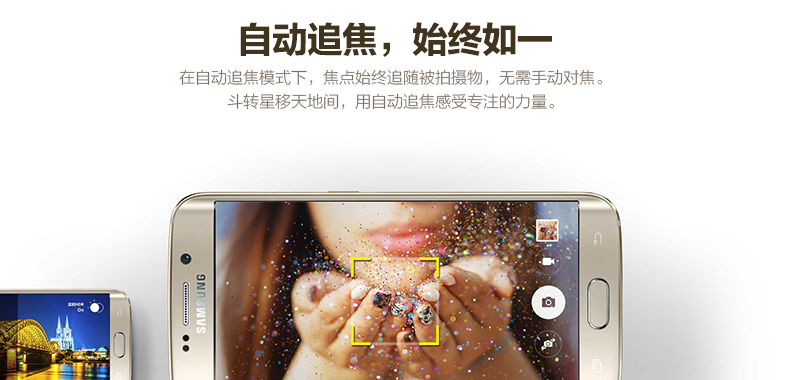 自动追焦，始终如一
在自动追焦模式下，焦点始终追随被拍摄物，无需手动对焦。
斗转星移天地间，用自动追焦感受专注的力量。
SAMSUNG
On